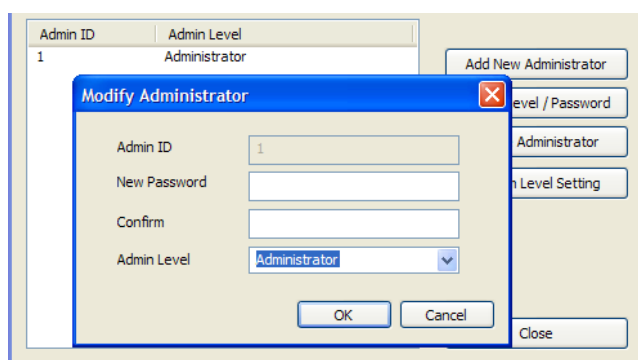 Admin ID Admin Level
1 Administrator
Add New Administrator
Modify Administrator
evel / Password
Admin ID 1
Administrator
New Password
Level Setting
Confirm
Admin Level Administrator
OK Cancel
Close